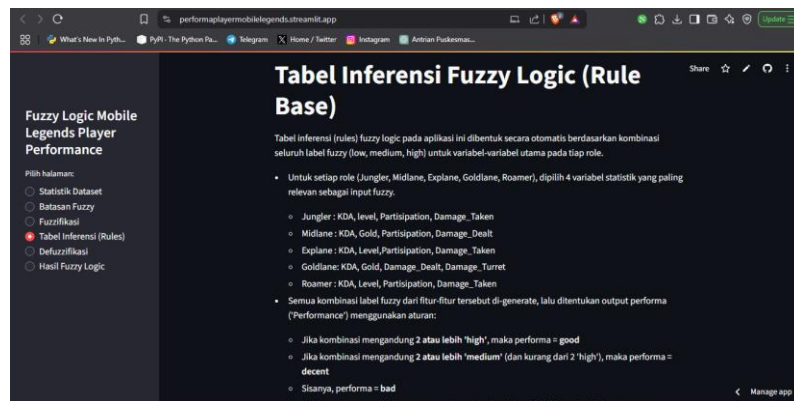 performaplayermobilelegends.streamlit.app
Update
What's New In Pyth...
PyPI · The Python Pa...
Telegram
Home / Twitter
Instagram
Antrian Puskesmas...
Share
Fuzzy Logic Mobile
Legends Player
Performance
Pilih halaman:
Statistik Dataset
Batasan Fuzzy
Fuzzifikasi
Tabel Inferensi (Rules)
Defuzzifikasi
Hasil Fuzzy Logic
Tabel Inferensi Fuzzy Logic (Rule
Base)
Tabel inferensi (rules) fuzzy logic pada aplikasi ini dibentuk secara otomatis berdasarkan kombinasi
seluruh label fuzzy (low, medium, high) untuk variabel-variabel utama pada tiap role.
• Untuk setiap role (Jungler, Midlane, Explane, Goldlane, Roamer), dipilih 4 variabel statistik yang paling
relevan sebagai input fuzzy.
◦ Jungler : KDA, level, Partisipation, Damage_Taken
◦ Midlane : KDA, Gold, Partisipation, Damage_Dealt
◦ Explane : KDA, Level,Partisipation, Damage_Taken
◦ Goldlane: KDA, Gold, Damage_Dealt, Damage_Turret
◦ Roamer : KDA, Level, Partisipation, Damage_Taken
• Semua kombinasi label fuzzy dari fitur-fitur tersebut di-generate, lalu ditentukan output performa
('Performance') menggunakan aturan:
◦ Jika kombinasi mengandung 2 atau lebih 'high', maka performa = good
◦ Jika kombinasi mengandung 2 atau lebih 'medium' (dan kurang dari 2 'high'), maka performa =
decent
◦ Sisanya, performa = bad
Manage app